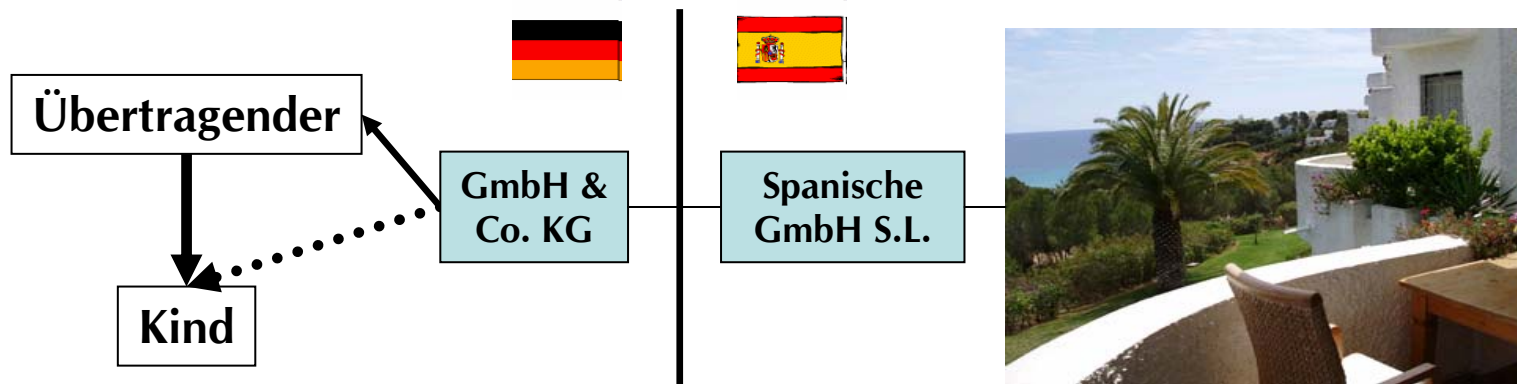 Übertragender
GmbH &
Co. KG
Spanische
GmbH S.L.
Kind